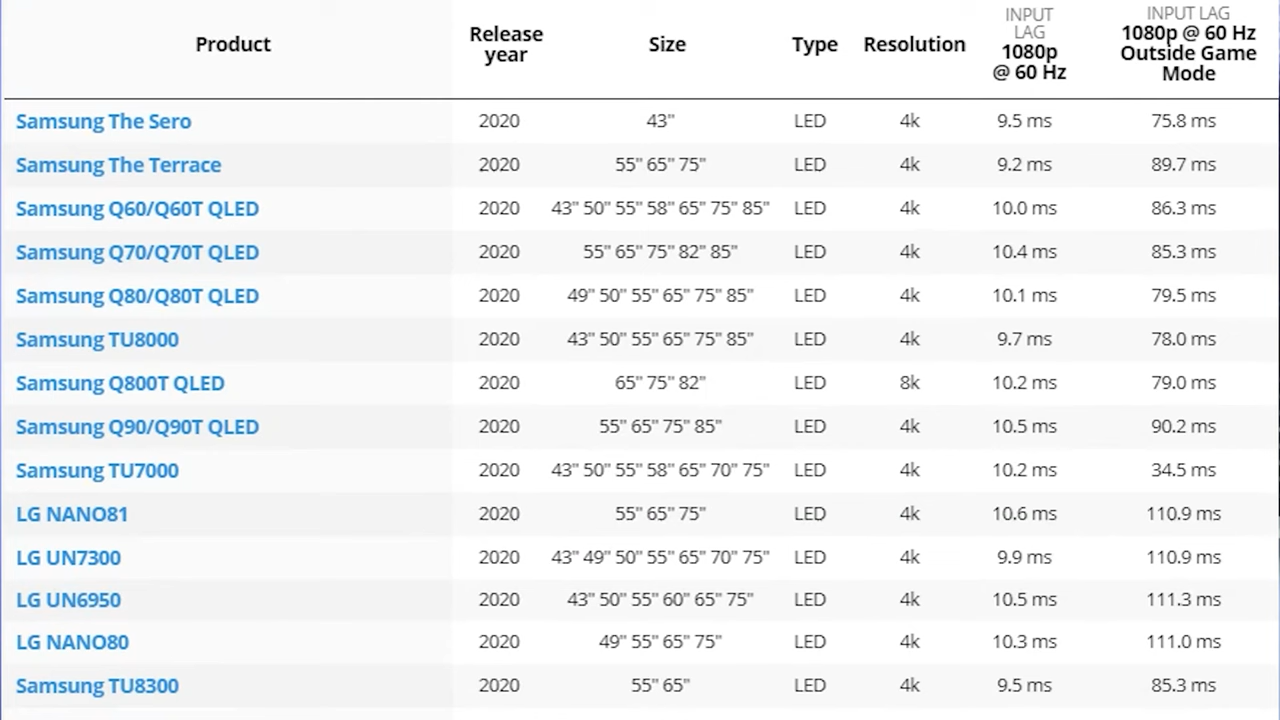 Product Release year Size Type Resolution INPUT LAG 1080p @ 60 Hz INPUT LAG 1080p @ 60 Hz Outside Game Mode
Samsung The Sero 2020 43" LED 4k 9.5 ms 75.8 ms
Samsung The Terrace 2020 55" 65" 75" LED 4k 9.2 ms 89.7 ms
Samsung Q60/Q60T QLED 2020 43" 50" 55" 58" 65" 75" 85" LED 4k 10.0 ms 86.3 ms
Samsung Q70/Q70T QLED 2020 55" 65" 75" 82" 85" LED 4k 10.4 ms 85.3 ms
Samsung Q80/Q80T QLED 2020 49" 50" 55" 65" 75" 85" LED 4k 10.1 ms 79.5 ms
Samsung TU8000 2020 43" 50" 55" 65" 75" 85" LED 4k 9.7 ms 78.0 ms
Samsung Q800T QLED 2020 65" 75" 82" LED 8k 10.2 ms 79.0 ms
Samsung Q90/Q90T QLED 2020 55" 65" 75" 85" LED 4k 10.5 ms 90.2 ms
Samsung TU7000 2020 43" 50" 55" 58" 65" 70" 75" LED 4k 10.2 ms 34.5 ms
LG NANO81 2020 55" 65" 75" LED 4k 10.6 ms 110.9 ms
LG UN7300 2020 43" 49" 50" 55" 65" 70" 75" LED 4k 9.9 ms 110.9 ms
LG UN6950 2020 43" 50" 55" 60" 65" 75" LED 4k 10.5 ms 111.3 ms
LG NANO80 2020 49" 55" 65" 75" LED 4k 10.3 ms 111.0 ms
Samsung TU8300 2020 55" 65" LED 4k 9.5 ms 85.3 ms